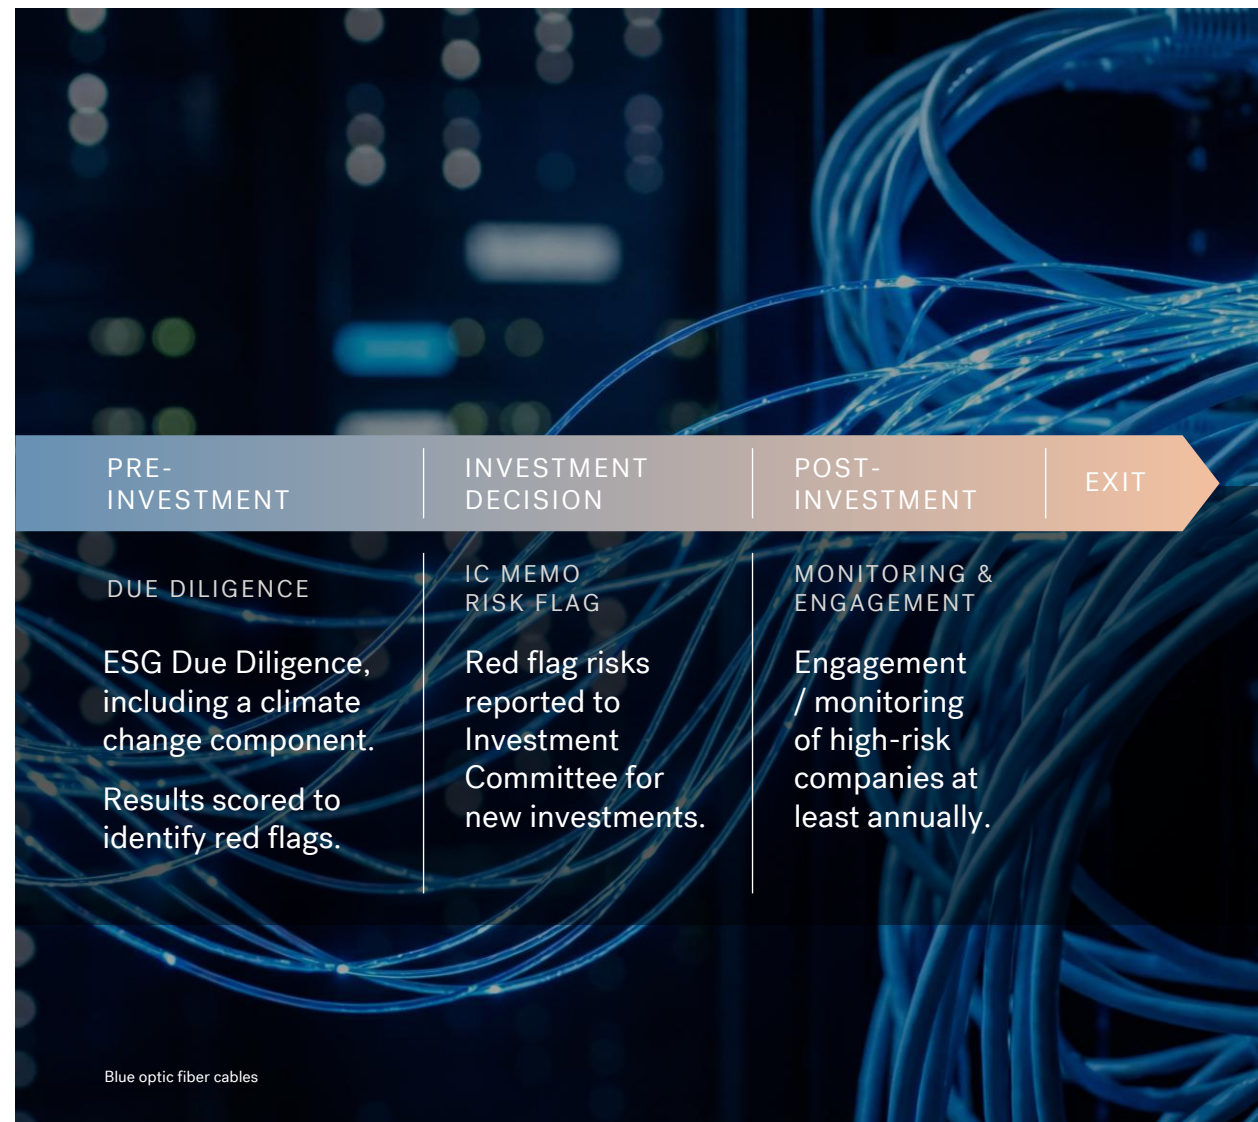 PRE-
INVESTMENT
INVESTMENT
DECISION
POST-
INVESTMENT
EXIT
DUE DILIGENCE
ESG Due Diligence,
including a climate
change component.
Results scored to
identify red flags.
IC MEMO
RISK FLAG
Red flag risks
reported to
Investment
Committee for
new investments.
MONITORING &
ENGAGEMENT
Engagement
/ monitoring
of high-risk
companies at
least annually.
Blue optic fiber cables